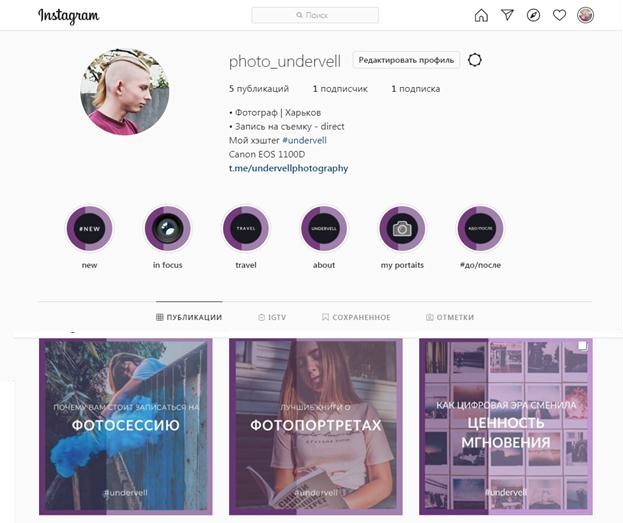 Instagram
Поиск
photo_undervell
Редактировать профиль
5 публикаций 1 подписчик 1 подписка
• Фотограф | Харьков
• Запись на съемку - direct
Мой хэштег #undervell
Canon EOS 1100D
t.me/undervellphotography
#NEW TRAVEL UNDERVELL #ДО/ПОСЛЕ
new in focus travel about my portaits #до/после
ПУБЛИКАЦИИ IGTV СОХРАНЕННОЕ ОТМЕТКИ
ПОЧЕМУ ВАМ СТОИТ ЗАПИСАТЬСЯ НА
ФОТОСЕССИЮ
#undervell
ЛУЧШИЕ КНИГИ О
ФОТОПОРТРЕТАХ
#undervell
КАК ЦИФРОВАЯ ЭРА СМЕНИЛА
ЦЕННОСТЬ
МГНОВЕНИЯ
#undervell